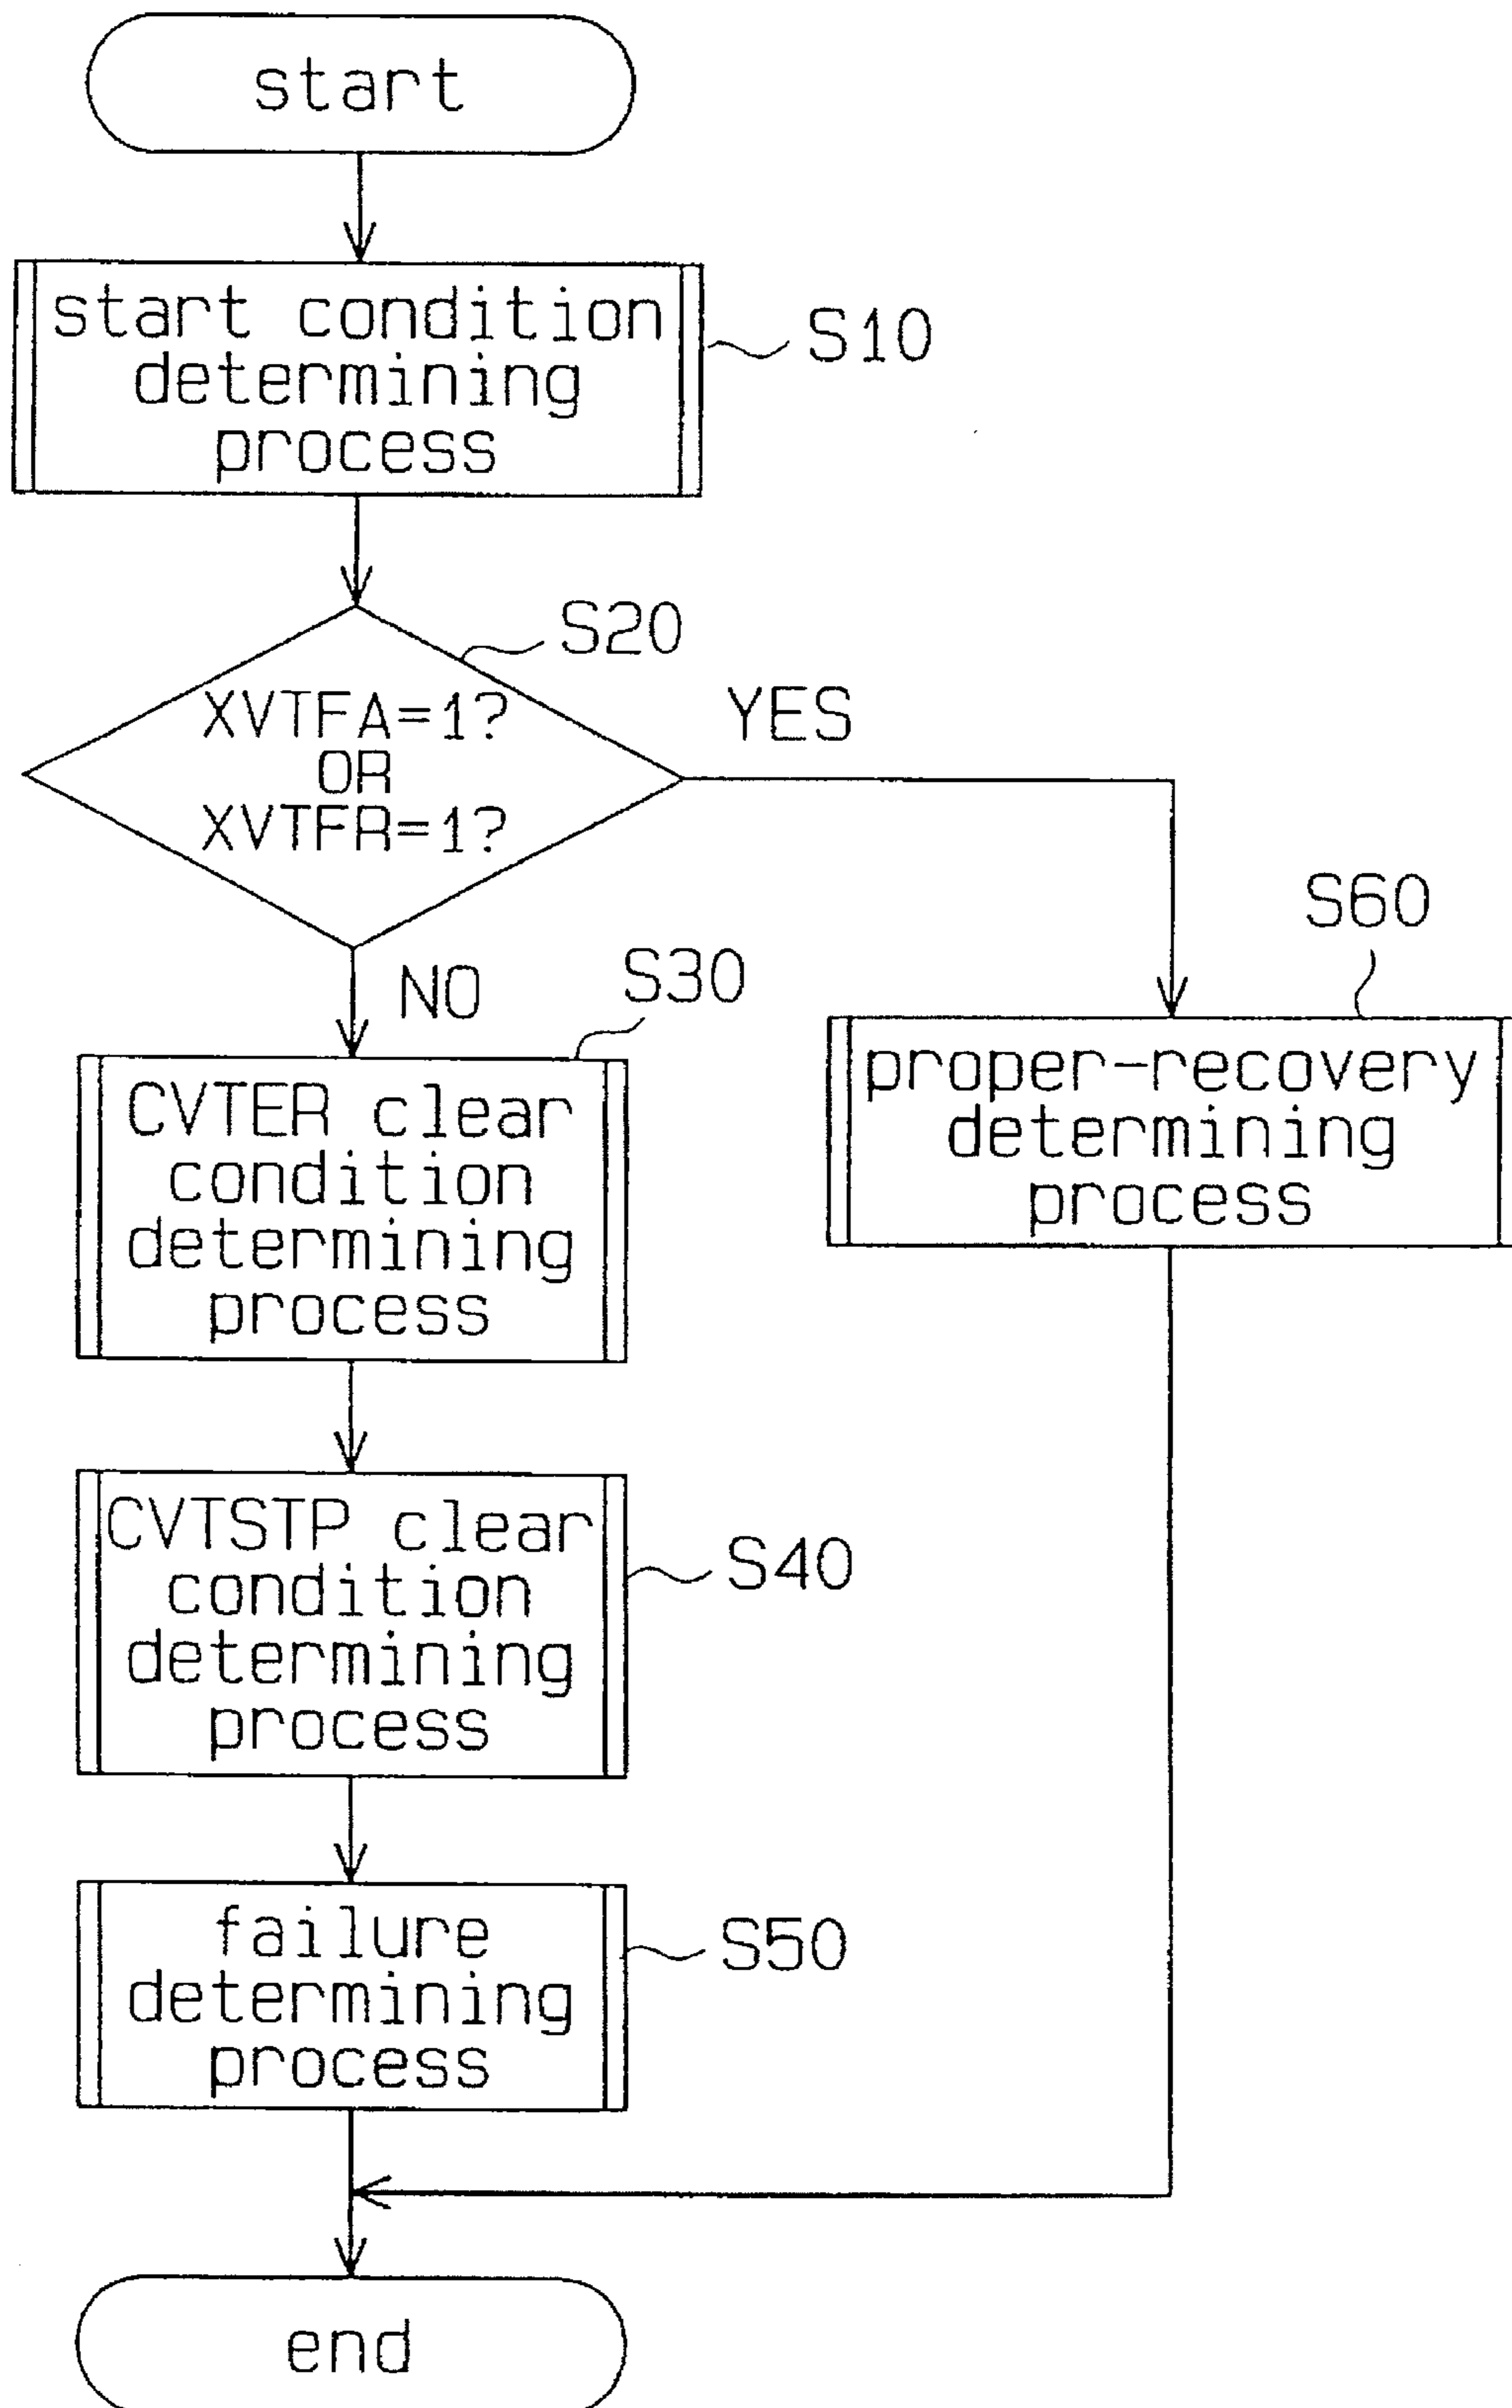 start
start condition
determining
process
S10
S20
XVTFA=1?
OR
XVTFR=1?
YES
NO
S30
CVTER clear
condition
determining
process
S60
proper-recovery
determining
process
CVTSTP clear
condition
determining
process
S40
failure
determining
process
S50
end